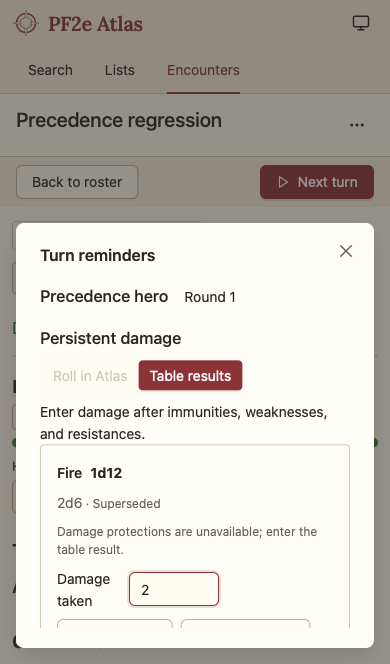 PF2e Atlas
Search Lists Encounters
Precedence regression
...
Back to roster Next turn
Turn reminders
Precedence hero Round 1
Persistent damage
Roll in Atlas Table results
Enter damage after immunities, weaknesses,
and resistances.
Fire 1d12
2d6 · Superseded
Damage protections are unavailable; enter the
table result.
Damage
taken
2